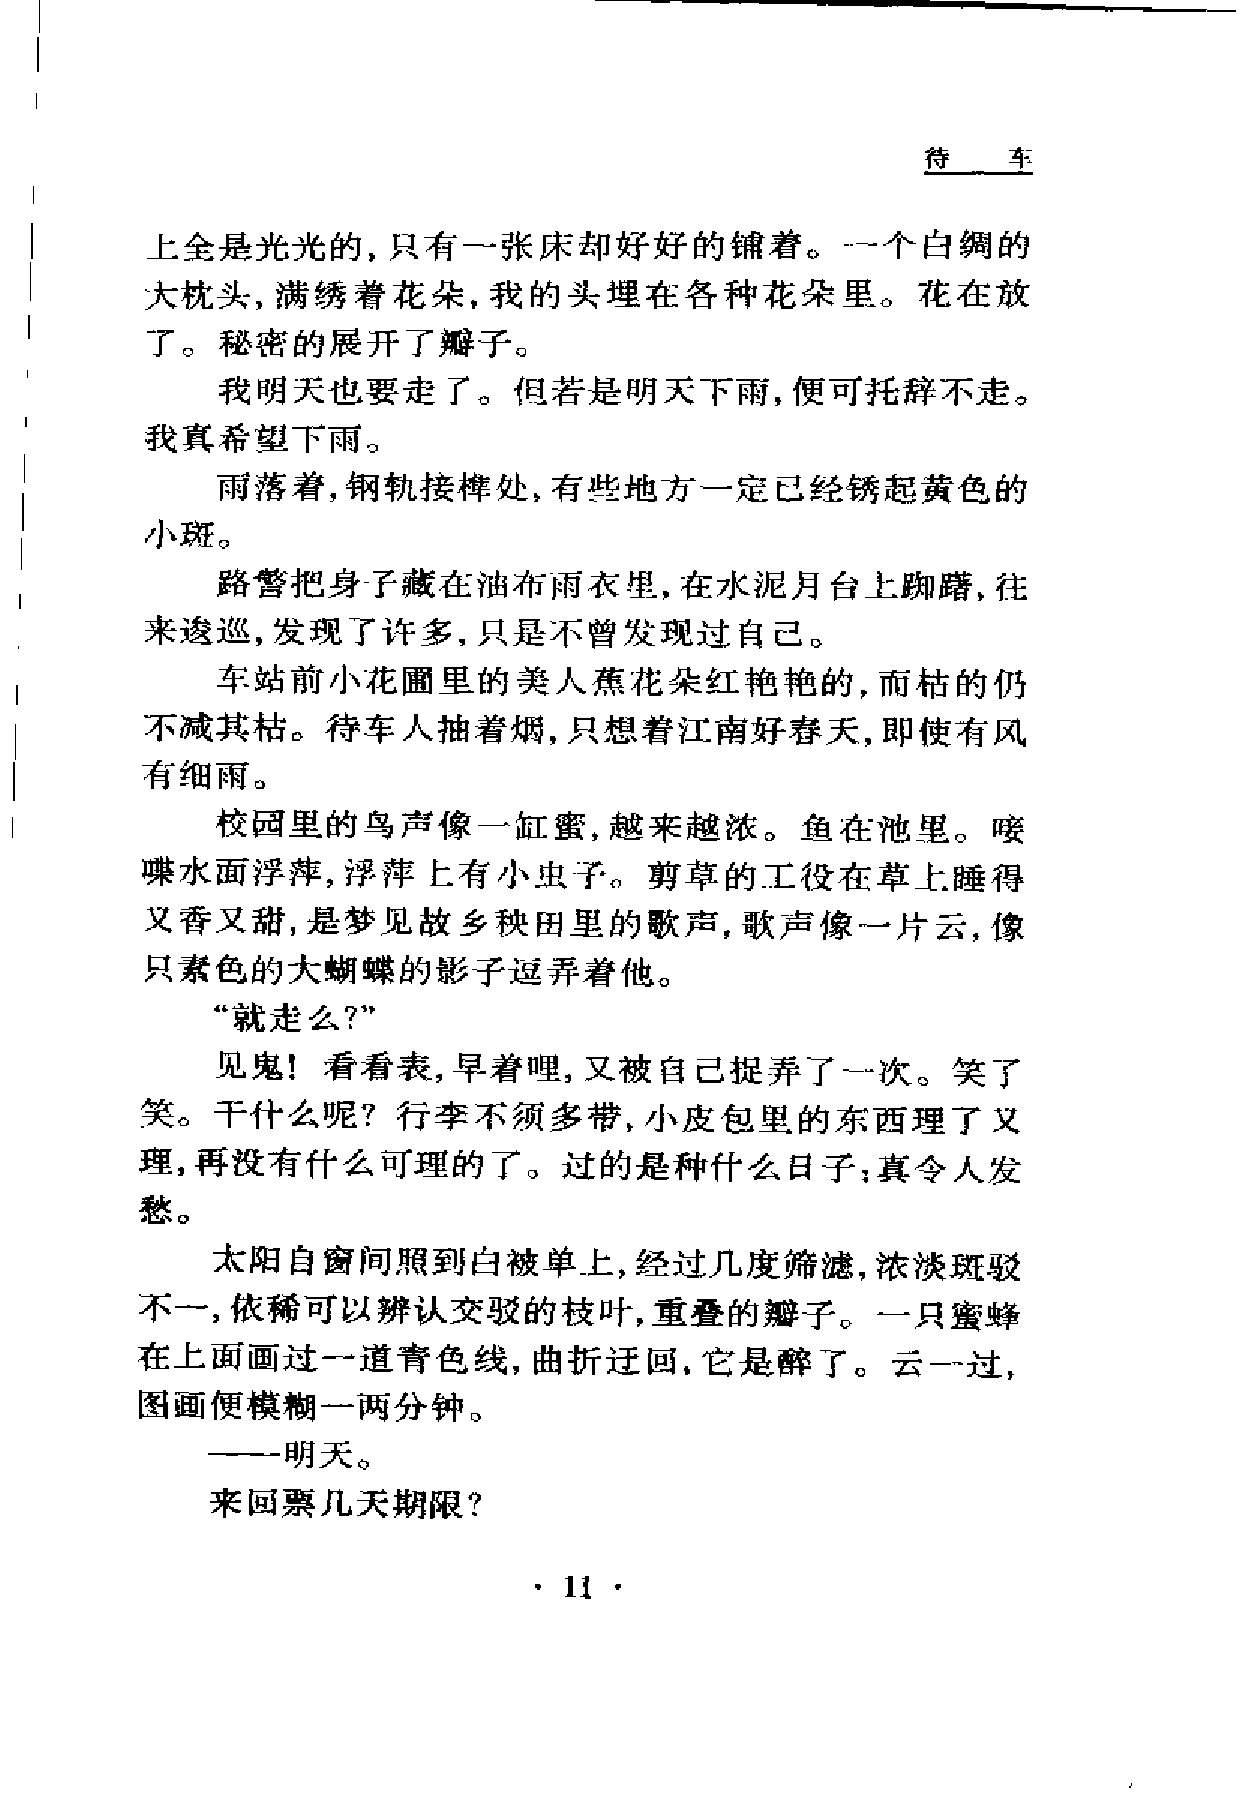 待　　车
上全是光光的,只有一张床却好好的铺着。一个白绸的
大枕头,满绣着花朵,我的头埋在各种花朵里。花在放
了。秘密的展开了瓣子。
我明天也要走了。但若是明天下雨,便可托辞不走。
我真希望下雨。
雨落着,钢轨接榫处,有些地方一定已经锈起黄色的
小斑。
路警把身子藏在油布雨衣里,在水泥月台上踟躇,往
来逡巡,发现了许多,只是不曾发现过自己。
车站前小花圃里的美人蕉花朵红艳艳的,而枯的仍
不减其枯。待车人抽着烟,只想着江南好春天,即使有风
有细雨。
校园里的鸟声像一缸蜜,越来越浓。鱼在池里。唼
喋水面浮萍,浮萍上有小虫子。剪草的工役在草上睡得
又香又甜,是梦见故乡秧田里的歌声,歌声像一片云,像
只素色的大蝴蝶的影子逗弄着他。
“就走么?”
见鬼!看看表,早着哩,又被自己捉弄了一次。笑了
笑。干什么呢?行李不须多带,小皮包里的东西理了又
理,再没有什么可理的了。过的是种什么日子;真令人发
愁。
太阳自窗间照到白被单上,经过几度筛滤,浓淡斑驳
不一,依稀可以辨认交驳的枝叶,重叠的瓣子。一只蜜蜂
在上面画过一道青色线,曲折迂回,它是醉了。云一过,
图画便模糊一两分钟。
——明天。
来回票几天期限?
· 11 ·